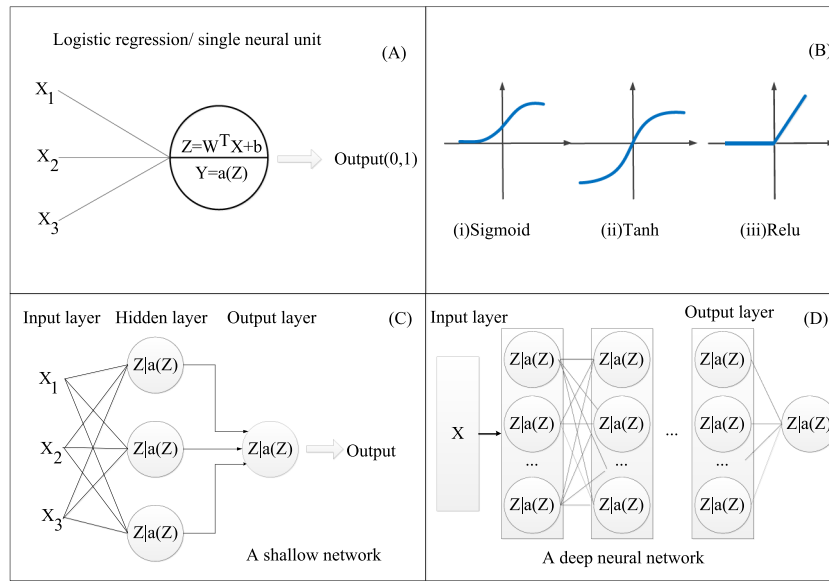 Logistic regression/ single neural unit
(A)
X1
X2
X3
Z=W^T X+b
Y=a(Z)
Output(0,1)
(B)
(i)Sigmoid
(ii)Tanh
(iii)Relu
Input layer Hidden layer Output layer (C)
X1
X2
X3
Z|a(Z)
Z|a(Z)
Z|a(Z)
Z|a(Z)
Output
A shallow network
Input layer
Output layer
(D)
X
Z|a(Z)
Z|a(Z)
...
Z|a(Z)
Z|a(Z)
Z|a(Z)
...
Z|a(Z)
...
Z|a(Z)
Z|a(Z)
...
Z|a(Z)
Z|a(Z)
A deep neural network